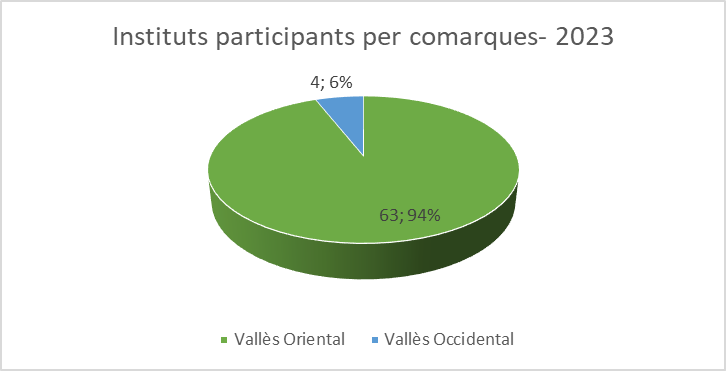 Instituts participants per comarques- 2023
4; 6%
63; 94%
Vallès Oriental
Vallès Occidental